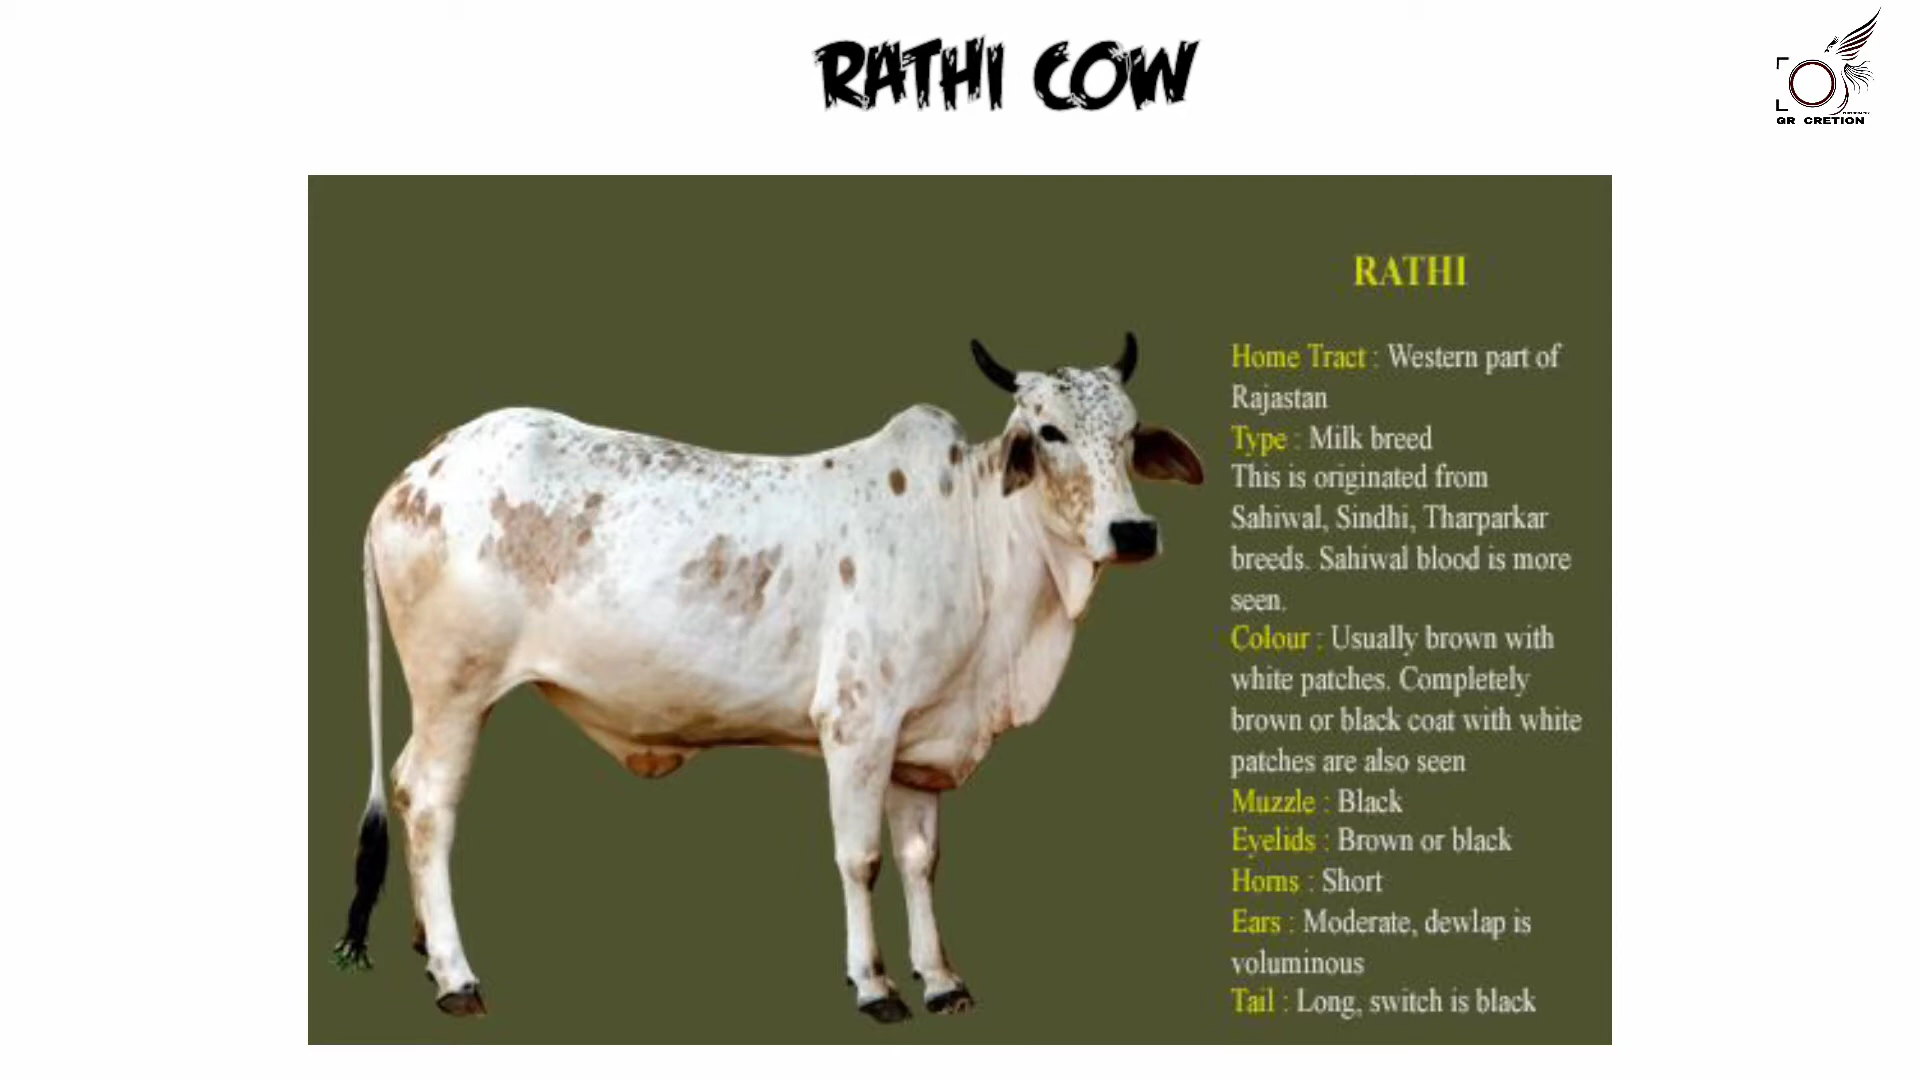 RATHI COW
GR CRETION
RATHI
Home Tract : Western part of
Rajastan
Type : Milk breed
This is originated from
Sahiwal, Sindhi, Tharparkar
breeds. Sahiwal blood is more
seen.
Colour : Usually brown with
white patches. Completely
brown or black coat with white
patches are also seen
Muzzle : Black
Eyelids : Brown or black
Horns : Short
Ears : Moderate, dewlap is
voluminous
Tail : Long, switch is black